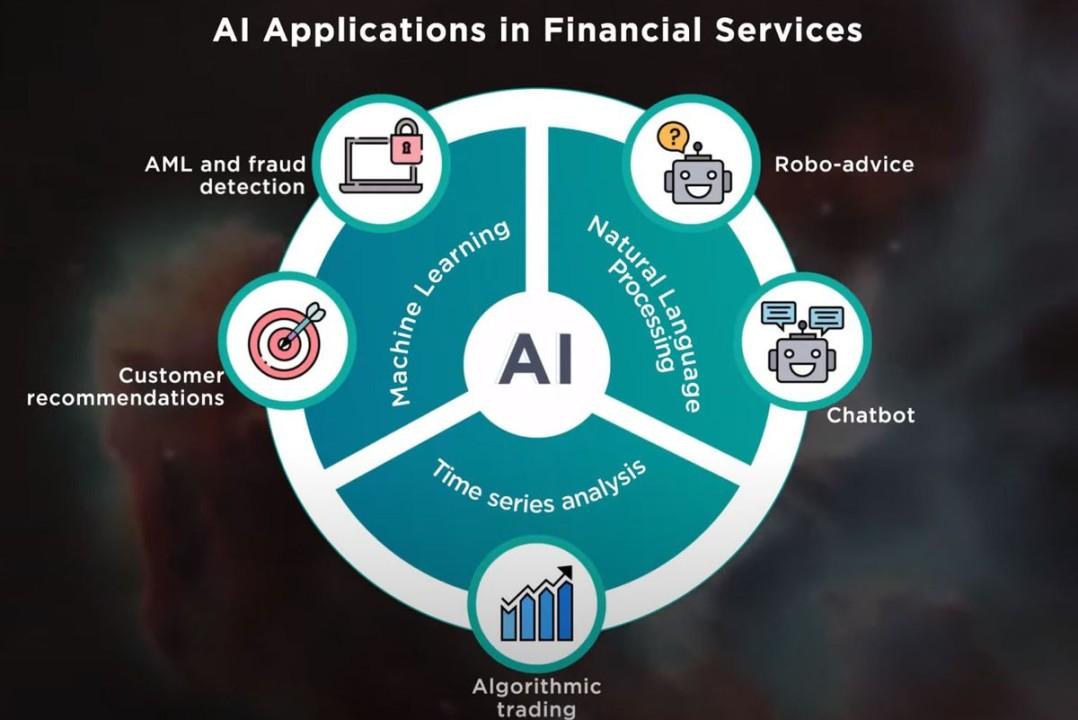 AI Applications in Financial Services
AML and fraud
detection
?
Robo-advice
Machine Learning
Natural Language
Processing
AI
Customer
recommendations
Chatbot
Time series analysis
Algorithmic
trading